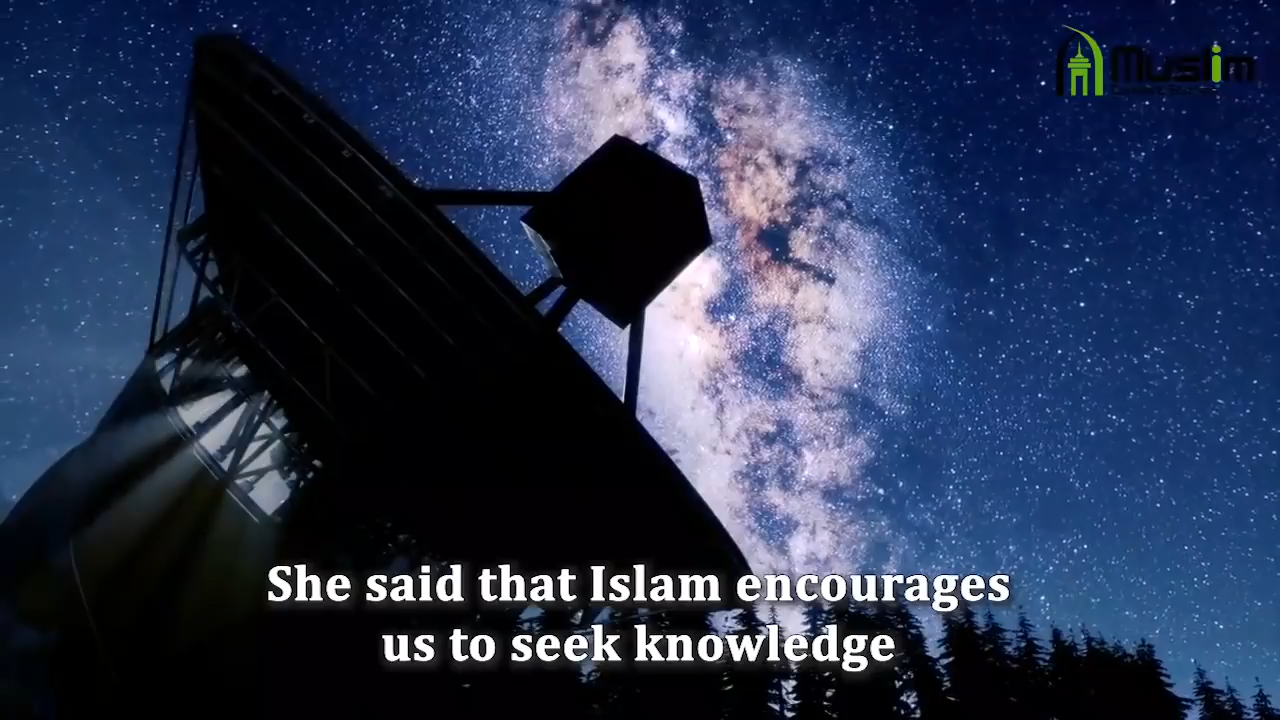 Muslim
She said that Islam encourages
us to seek knowledge